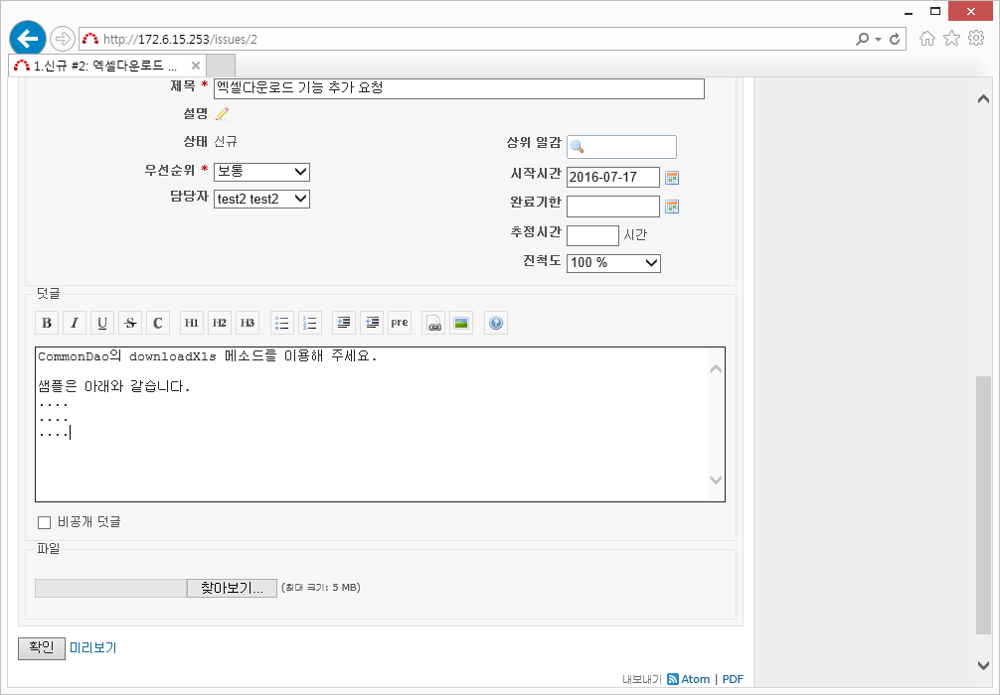 http://172.6.15.253/issues/2
1.신규 #2: 엑셀다운로드 ...
제목 * 엑셀다운로드 기능 추가 요청
설명
상태 신규
상위 일감
우선순위 * 보통
시작시간 2016-07-17
담당자 test2 test2
완료기한
추정시간 시간
진척도 100 %
덧글
B I U S C H1 H2 H3 pre
CommonDao의 downloadXls 메소드를 이용해 주세요.
샘플은 아래와 같습니다.
....
....
....
비공개 덧글
파일
찾아보기... (최대 크기: 5 MB)
확인 미리보기
내보내기 Atom | PDF